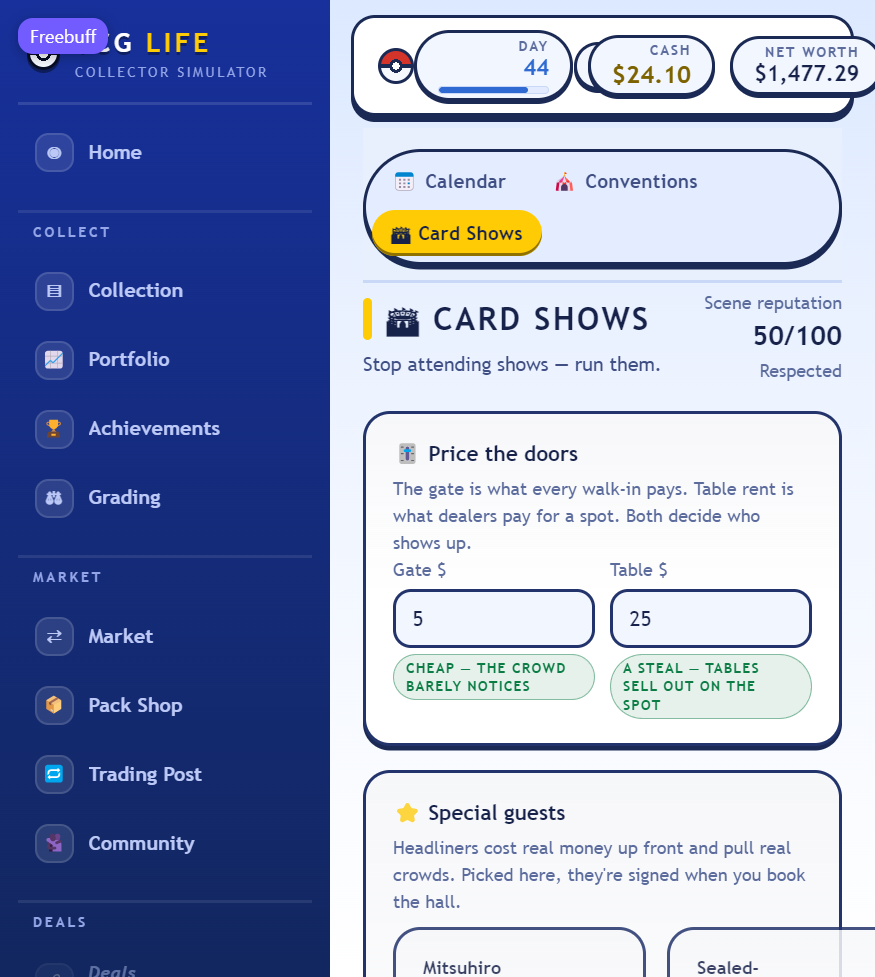 Freebuff
CG LIFE
COLLECTOR SIMULATOR
Home
COLLECT
Collection
Portfolio
Achievements
Grading
MARKET
Market
Pack Shop
Trading Post
Community
DEALS
Deals
DAY
44
CASH
$24.10
NET WORTH
$1,477.29
Calendar
Conventions
Card Shows
CARD SHOWS
Stop attending shows — run them.
Scene reputation
50/100
Respected
Price the doors
The gate is what every walk-in pays. Table rent is
what dealers pay for a spot. Both decide who
shows up.
Gate $
Table $
5
25
CHEAP — THE CROWD
BARELY NOTICES
A STEAL — TABLES
SELL OUT ON THE
SPOT
Special guests
Headliners cost real money up front and pull real
crowds. Picked here, they're signed when you book
the hall.
Mitsuhiro
Sealed-